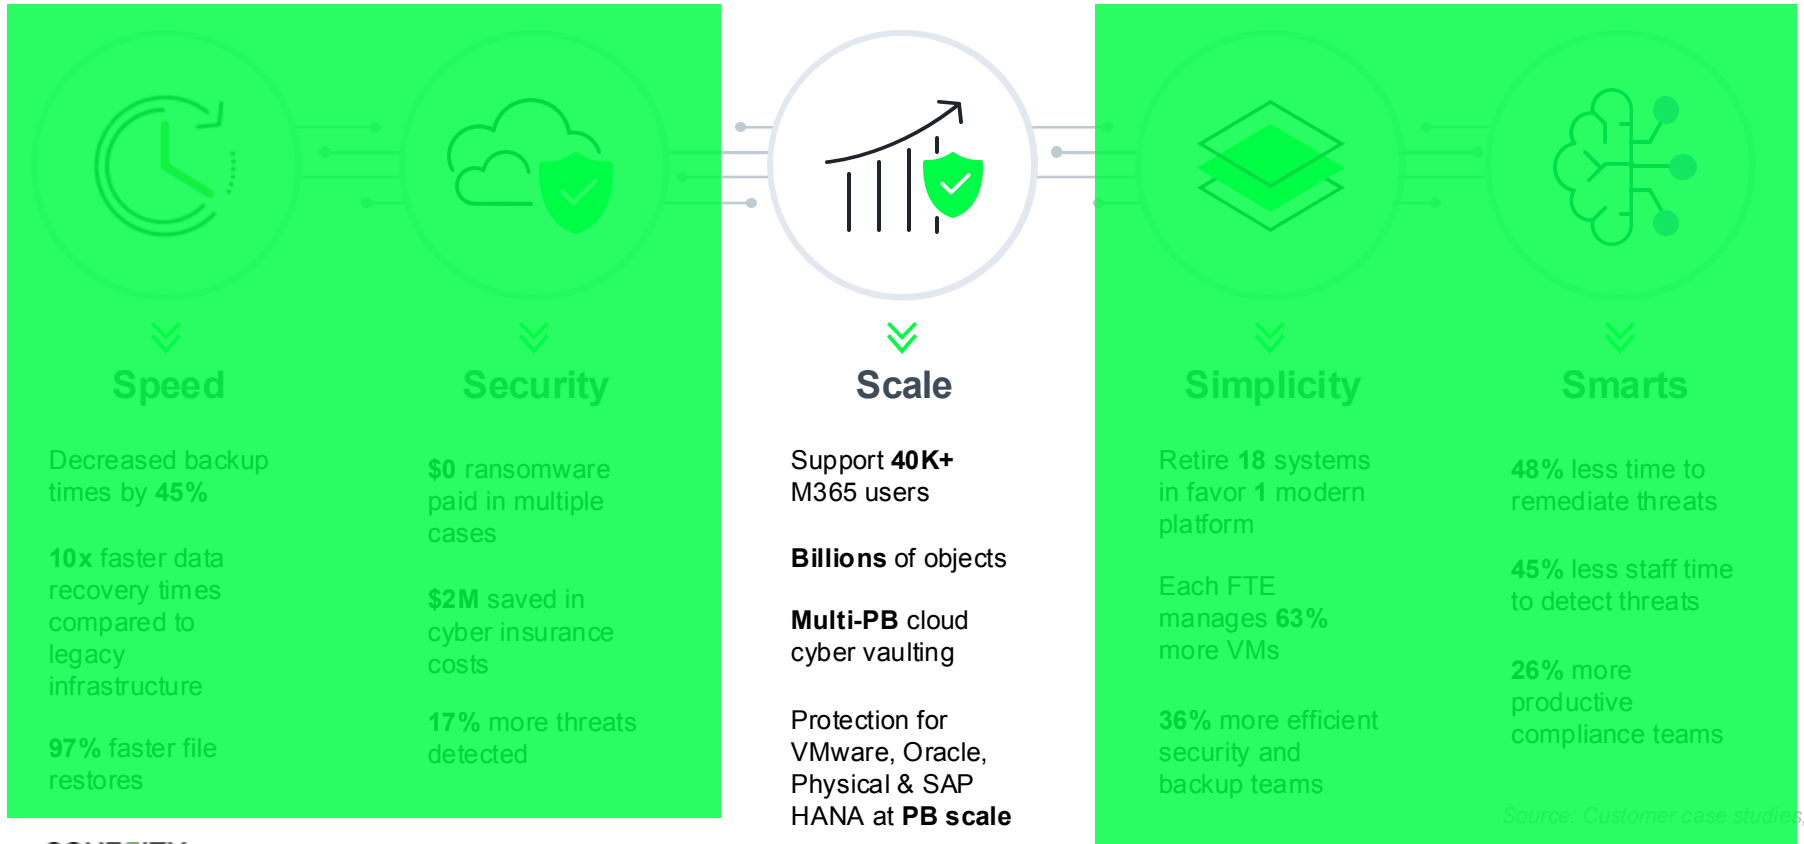 Speed
Decreased backup
times by 45%
10x faster data
recovery times
compared to
legacy
infrastructure
97% faster file
restores
Security
$0 ransomware
paid in multiple
cases
$2M saved in
cyber insurance
costs
17% more threats
detected
Scale
Support 40K+
M365 users
Billions of objects
Multi-PB cloud
cyber vaulting
Protection for
VMware, Oracle,
Physical & SAP
HANA at PB scale
Simplicity
Retire 18 systems
in favor 1 modern
platform
Each FTE
manages 63%
more VMs
36% more efficient
security and
backup teams
Smarts
48% less time to
remediate threats
45% less staff time
to detect threats
26% more
productive
compliance teams
Source: Customer case studies,